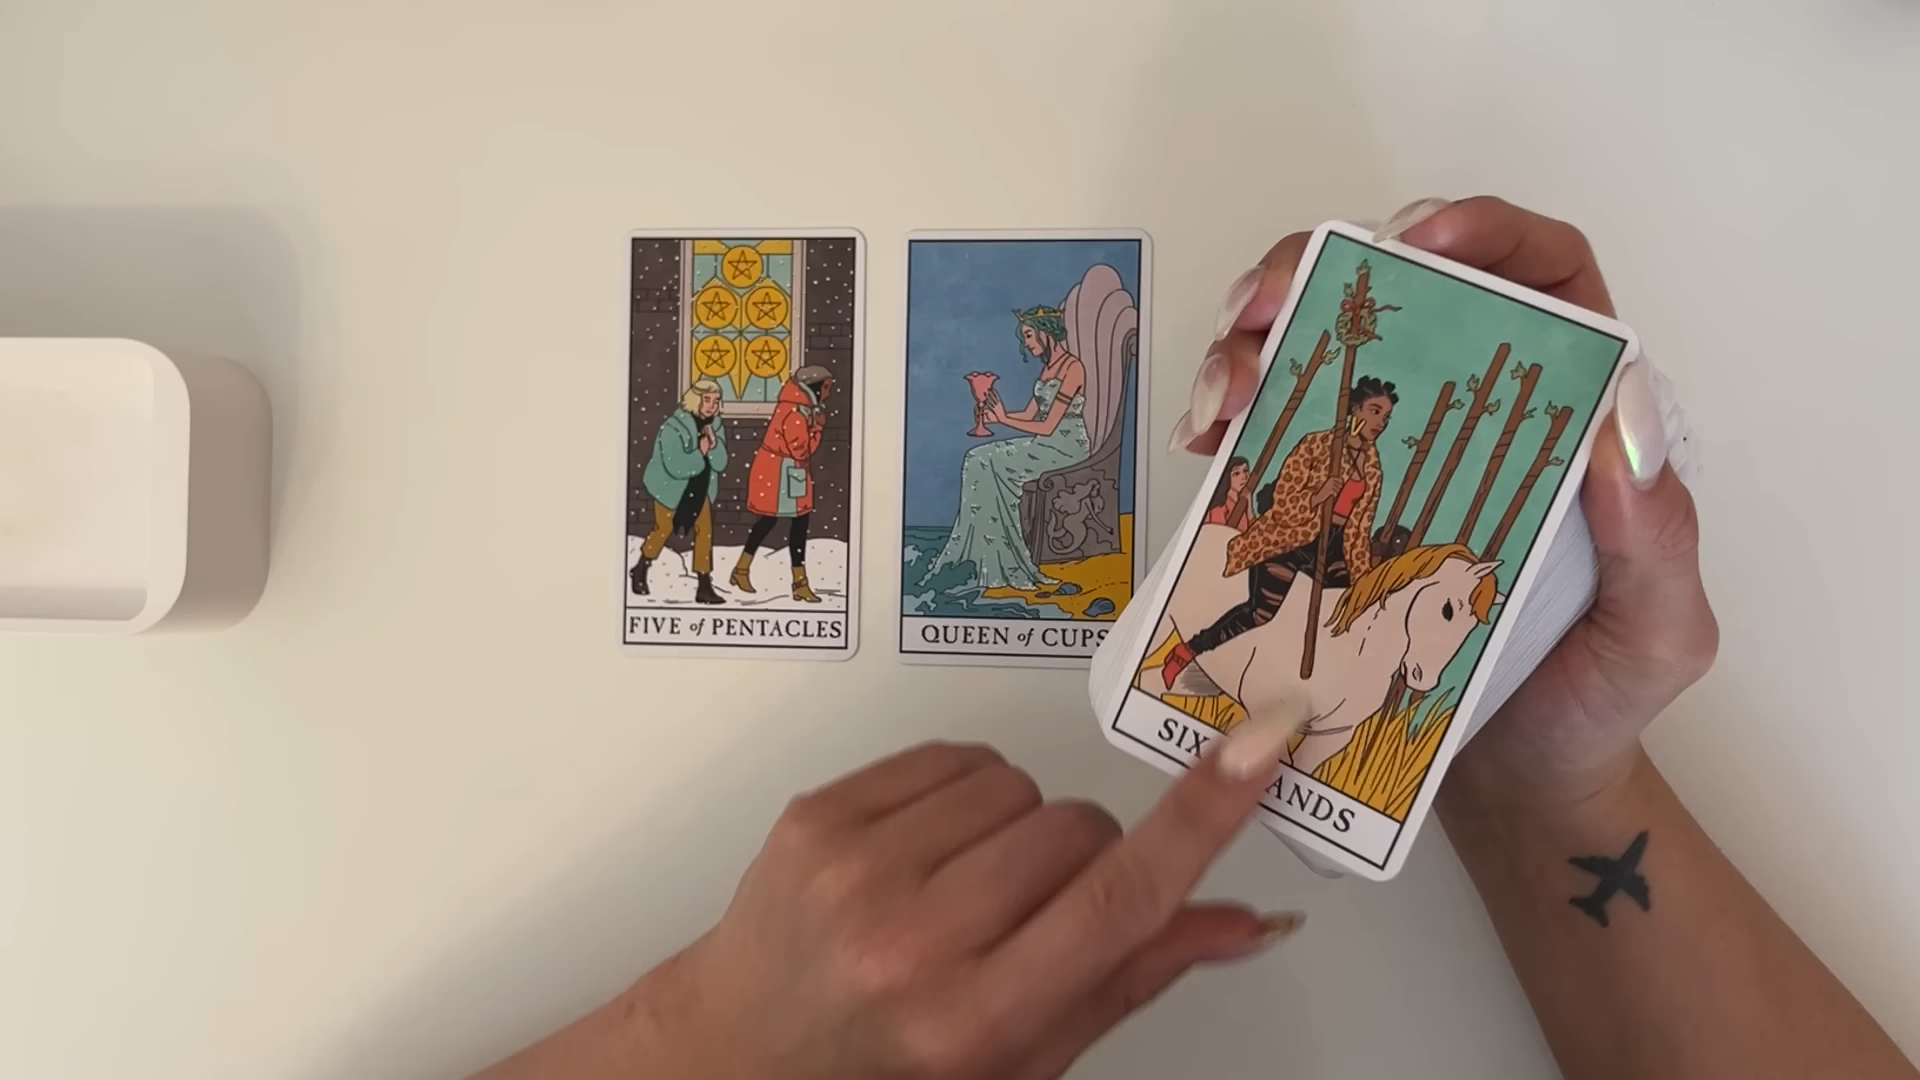 FIVE of PENTACLES
QUEEN of CUPS
SIX ANDS